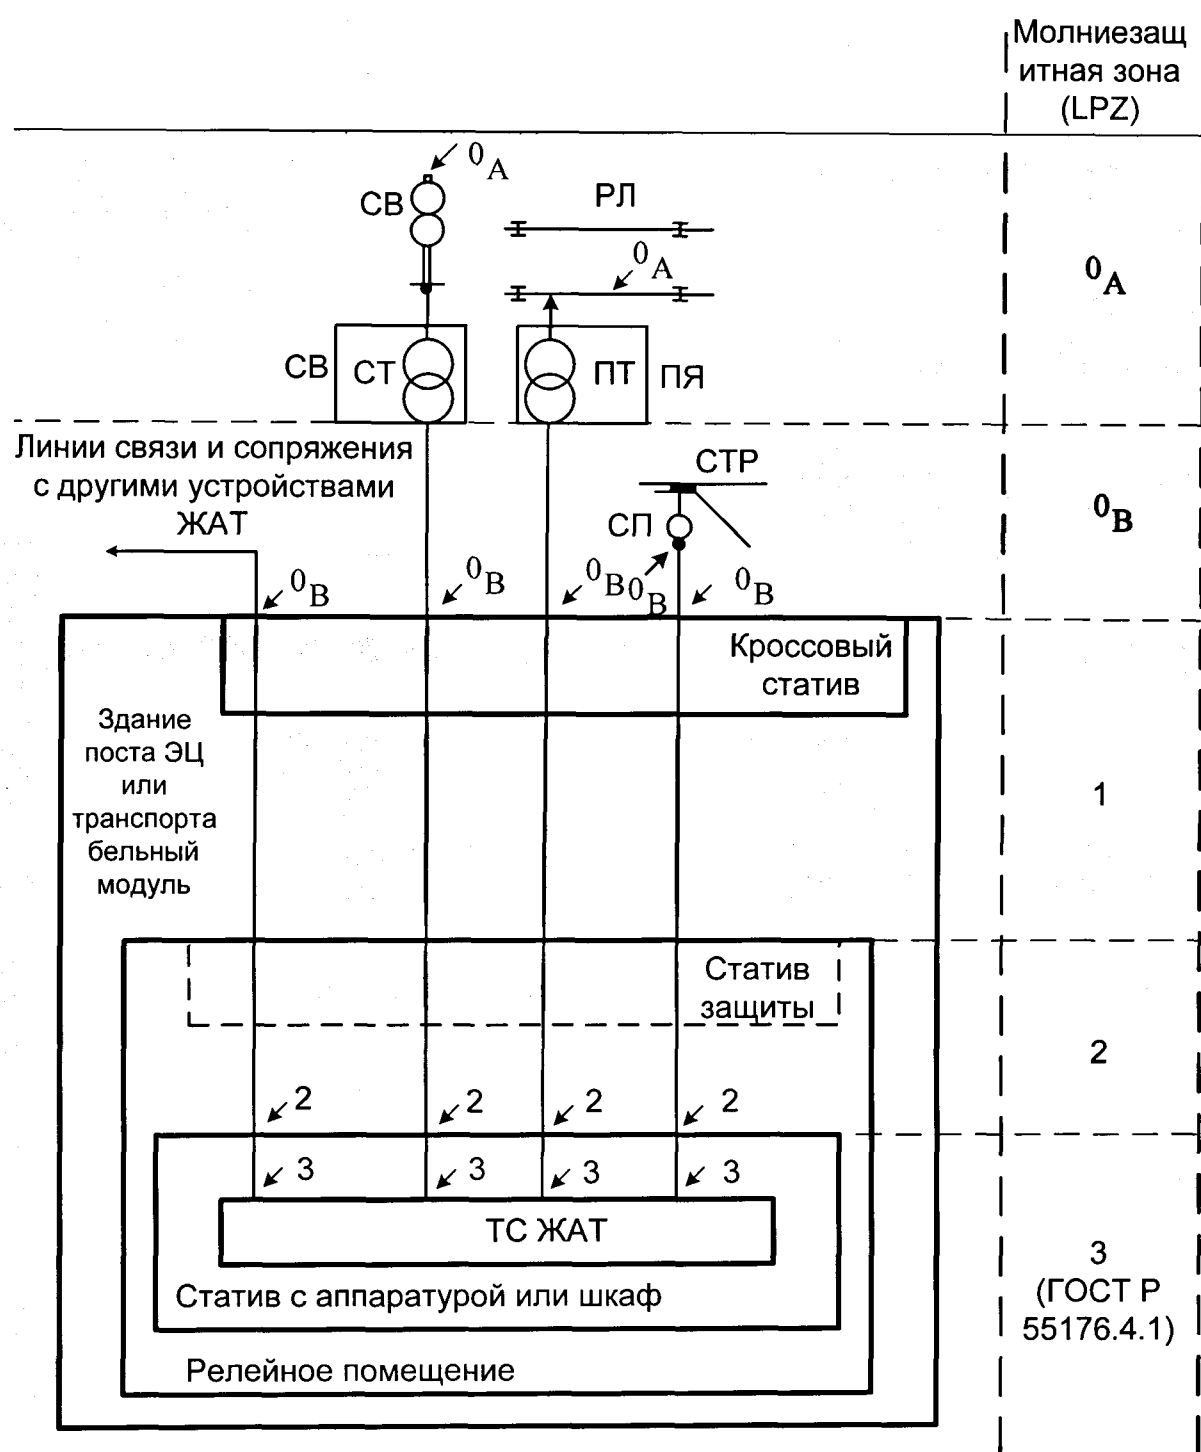 Молниезащ
итная зона
(LPZ)
0A
СВ
РЛ
0A
0A
СВ
СТ
ПТ
ПЯ
Линии связи и сопряжения
с другими устройствами
ЖАТ
СТР
СП
0B
0B
0B
0B
0B
0B
0B
Кроссовый
статив
Здание
поста ЭЦ
или
транспорта
бельный
модуль
1
Статив
защиты
2
2
2
2
2
3
3
3
3
ТС ЖАТ
3
(ГОСТ Р
55176.4.1)
Статив с аппаратурой или шкаф
Релейное помещение